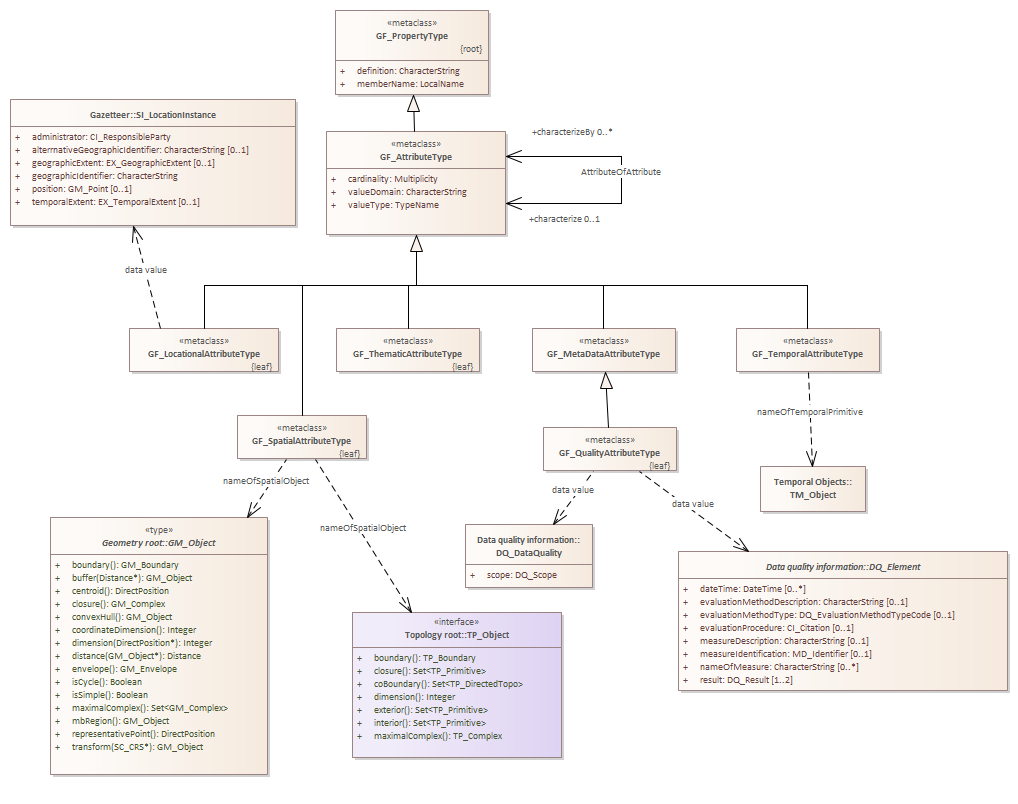 «metaclass»
GF_PropertyType
{root}
+ definition: CharacterString
+ memberName: LocalName
Gazetteer::SI_LocationInstance
+ administrator: CI_ResponsibleParty
+ alterrnativeGeographicIdentifier: CharacterString [0..1]
+ geographicExtent: EX_GeographicExtent [0..1]
+ geographicIdentifier: CharacterString
+ position: GM_Point [0..1]
+ temporalExtent: EX_TemporalExtent [0..1]
«metaclass»
GF_AttributeType
+ cardinality: Multiplicity
+ valueDomain: CharacterString
+ valueType: TypeName
+characterizeBy 0..*
AttributeOfAttribute
+characterize 0..1
data value
«metaclass»
GF_LocationalAttributeType
{leaf}
«metaclass»
GF_ThematicAttributeType
{leaf}
«metaclass»
GF_MetaDataAttributeType
«metaclass»
GF_TemporalAttributeType
nameOfTemporalPrimitive
«metaclass»
GF_SpatialAttributeType
{leaf}
«metaclass»
GF_QualityAttributeType
{leaf}
nameOfSpatialObject
nameOfSpatialObject
data value
data value
Temporal Objects::
TM_Object
«type»
Geometry root::GM_Object
+ boundary(): GM_Boundary
+ buffer(Distance*): GM_Object
+ centroid(): DirectPosition
+ closure(): GM_Complex
+ convexHull(): GM_Object
+ coordinateDimension(): Integer
+ dimension(DirectPosition*): Integer
+ distance(GM_Object*): Distance
+ envelope(): GM_Envelope
+ isCycle(): Boolean
+ isSimple(): Boolean
+ maximalComplex(): Set<GM_Complex>
+ mbRegion(): GM_Object
+ representativePoint(): DirectPosition
+ transform(SC_CRS*): GM_Object
Data quality information::
DQ_DataQuality
+ scope: DQ_Scope
Data quality information::DQ_Element
+ dateTime: DateTime [0..*]
+ evaluationMethodDescription: CharacterString [0..1]
+ evaluationMethodType: DQ_EvaluationMethodTypeCode [0..1]
+ evaluationProcedure: CI_Citation [0..1]
+ measureDescription: CharacterString [0..1]
+ measureIdentification: MD_Identifier [0..1]
+ nameOfMeasure: CharacterString [0..*]
+ result: DQ_Result [1..2]
«interface»
Topology root::TP_Object
+ boundary(): TP_Boundary
+ closure(): Set<TP_Primitive>
+ coBoundary(): Set<TP_DirectedTopo>
+ dimension(): Integer
+ exterior(): Set<TP_Primitive>
+ interior(): Set<TP_Primitive>
+ maximalComplex(): TP_Complex